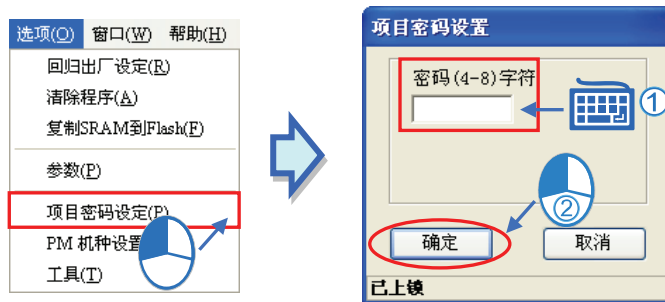 选项(O) 窗口(W) 帮助(H)
回归出厂设定(R)
清除程序(A)
复制SRAM到Flash(F)
参数(P)
项目密码设定(P)
PM 机种设置
工具(T)
项目密码设置
密码(4-8)字符
①
②
确定 取消
已上锁